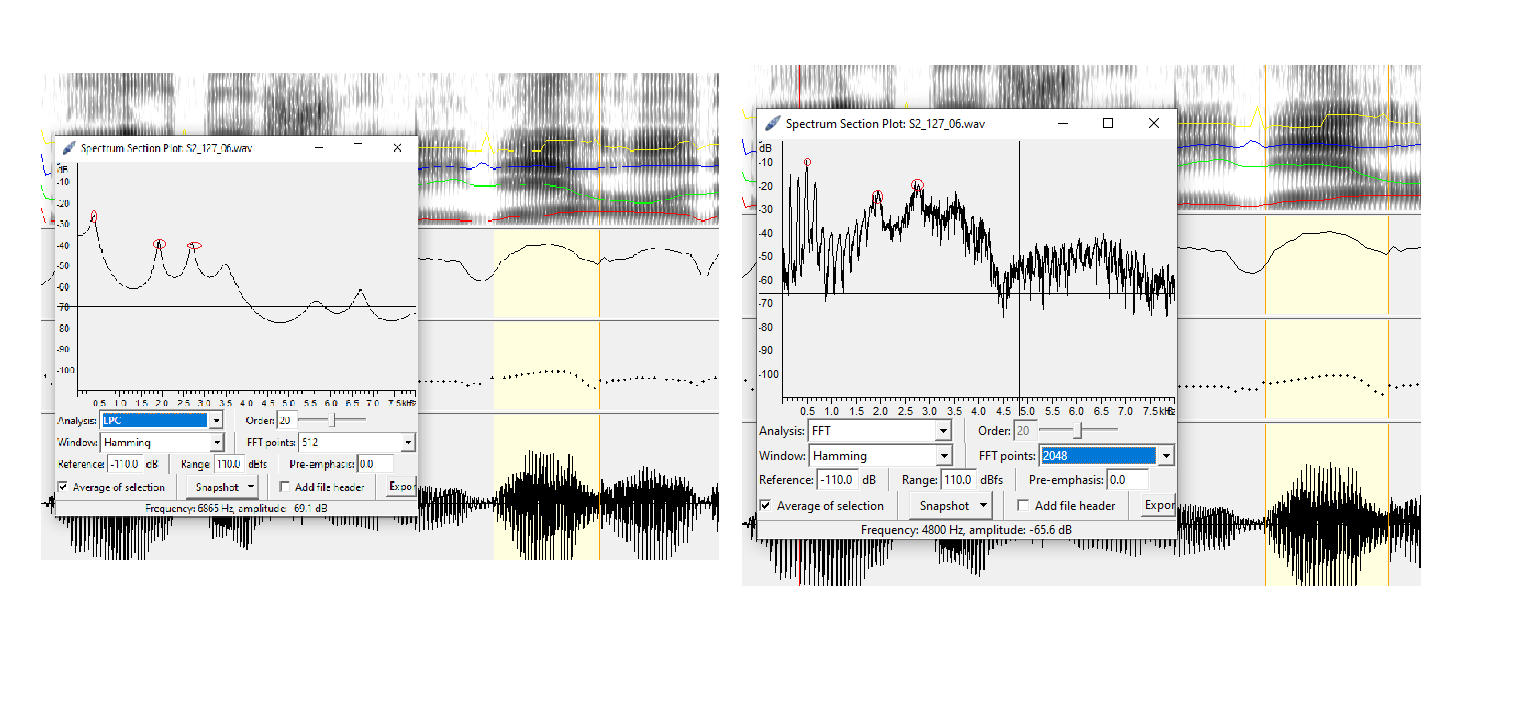 Spectrum Section Plot: S2_127_06.wav
dB
-10
-20
-30
-40
-50
-60
-70
-80
-90
-100
0.5 1.0 1.5 2.0 2.5 3.0 3.5 4.0 4.5 5.0 5.5 6.0 6.5 7.0 7.5kHz
Analysis: LPC Order: 20
Window: Hamming FFT points: 512
Reference: -110.0 dB Range: 110.0 dBfs Pre-emphasis: 0.0
Average of selection Snapshot Add file header Expor
Frequency: 6865 Hz, amplitude: -69.1 dB
Spectrum Section Plot: S2_127_06.wav
dB
-10
-20
-30
-40
-50
-60
-70
-80
-90
-100
0.5 1.0 1.5 2.0 2.5 3.0 3.5 4.0 4.5 5.0 5.5 6.0 6.5 7.0 7.5kHz
Analysis: FFT Order: 20
Window: Hamming FFT points: 2048
Reference: -110.0 dB Range: 110.0 dBfs Pre-emphasis: 0.0
Average of selection Snapshot Add file header Expor
Frequency: 4800 Hz, amplitude: -65.6 dB